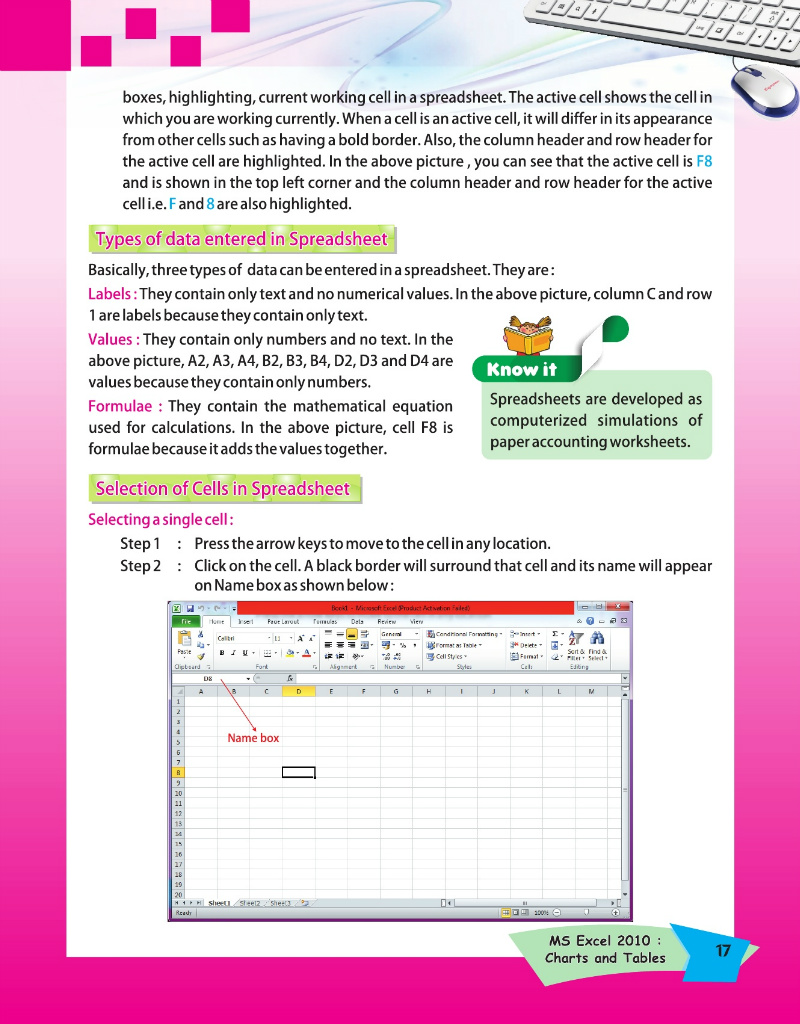 boxes, highlighting, current working cell in a spreadsheet. The active cell shows the cell in
which you are working currently. When a cell is an active cell, it will differ in its appearance
from other cells such as having a bold border. Also, the column header and row header for
the active cell are highlighted. In the above picture , you can see that the active cell is F8
and is shown in the top left corner and the column header and row header for the active
cell i.e. F and 8 are also highlighted.
Types of data entered in Spreadsheet
Basically, three types of data can be entered in a spreadsheet. They are :
Labels : They contain only text and no numerical values. In the above picture, column C and row
1 are labels because they contain only text.
Values : They contain only numbers and no text. In the
above picture, A2, A3, A4, B2, B3, B4, D2, D3 and D4 are
values because they contain only numbers.
Formulae : They contain the mathematical equation
used for calculations. In the above picture, cell F8 is
formulae because it adds the values together.
Know it
Spreadsheets are developed as
computerized simulations of
paper accounting worksheets.
Selection of Cells in Spreadsheet
Selecting a single cell :
Step 1 : Press the arrow keys to move to the cell in any location.
Step 2 : Click on the cell. A black border will surround that cell and its name will appear
on Name box as shown below :
Book1 - Microsoft Excel (Product Activation Failed)
File Home Insert Page Layout Formulas Data Review View
Calibri 11 General Conditional Formatting Insert Σ
B I U % , Format as Table Delete
Paste Cell Styles Format Sort & Filter Find & Select
Clipboard Font Alignment Number Styles Cells Editing
D8 fx
A B C D E F G H I J K L M
1
2
3
4
5
6
7
8
9
10
11
12
13
14
15
16
17
18
19
20
Name box
Sheet1 Sheet2 Sheet3
Ready 100%
MS Excel 2010 :
Charts and Tables
17